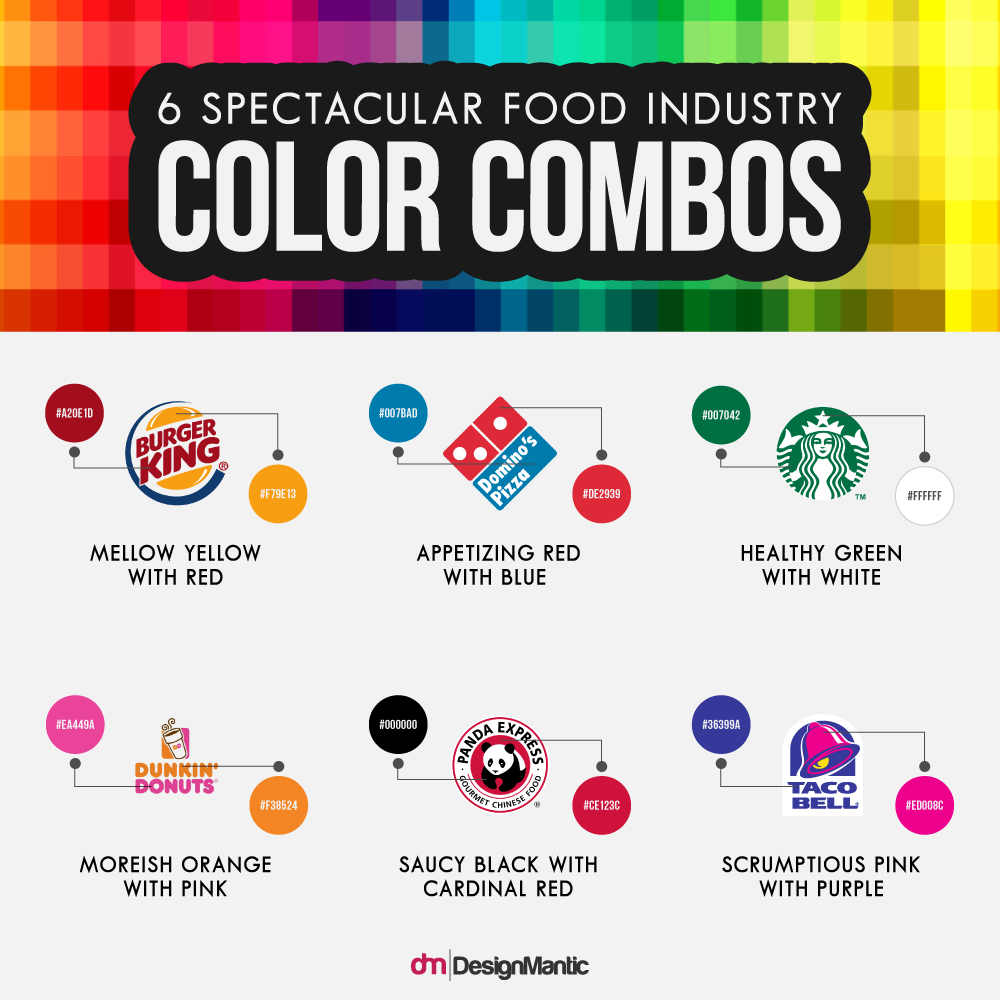 6 SPECTACULAR FOOD INDUSTRY
COLOR COMBOS
#A20E1D
BURGER
KING®
#F79E13
MELLOW YELLOW
WITH RED
#007BAD
Domino's
Pizza
#DE2939
APPETIZING RED
WITH BLUE
#007042
TM
#FFFFFF
HEALTHY GREEN
WITH WHITE
#EA449A
DD
DUNKIN'
DONUTS®
#F38524
MOREISH ORANGE
WITH PINK
#000000
PANDA EXPRESS
GOURMET CHINESE FOOD
®
#CE123C
SAUCY BLACK WITH
CARDINAL RED
#36399A
TACO
BELL®
#ED008C
SCRUMPTIOUS PINK
WITH PURPLE
dm DesignMantic